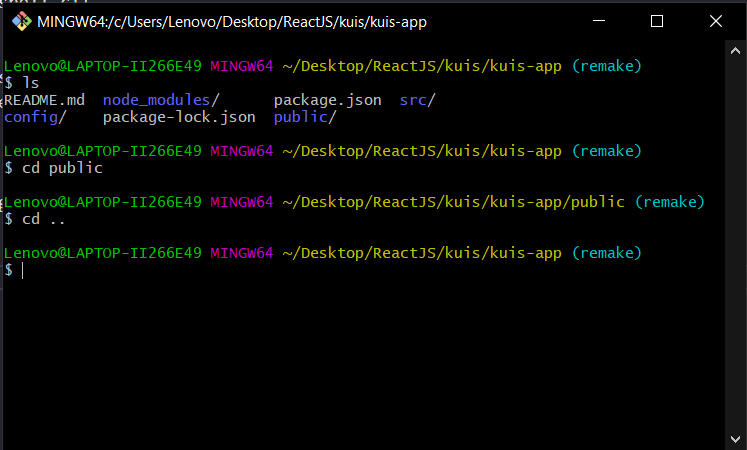 MINGW64:/c/Users/Lenovo/Desktop/ReactJS/kuis/kuis-app
Lenovo@LAPTOP-II266E49 MINGW64 ~/Desktop/ReactJS/kuis/kuis-app (remake)
$ ls
README.md  node_modules/      package.json  src/
config/    package-lock.json  public/
Lenovo@LAPTOP-II266E49 MINGW64 ~/Desktop/ReactJS/kuis/kuis-app (remake)
$ cd public
Lenovo@LAPTOP-II266E49 MINGW64 ~/Desktop/ReactJS/kuis/kuis-app/public (remake)
$ cd ..
Lenovo@LAPTOP-II266E49 MINGW64 ~/Desktop/ReactJS/kuis/kuis-app (remake)
$